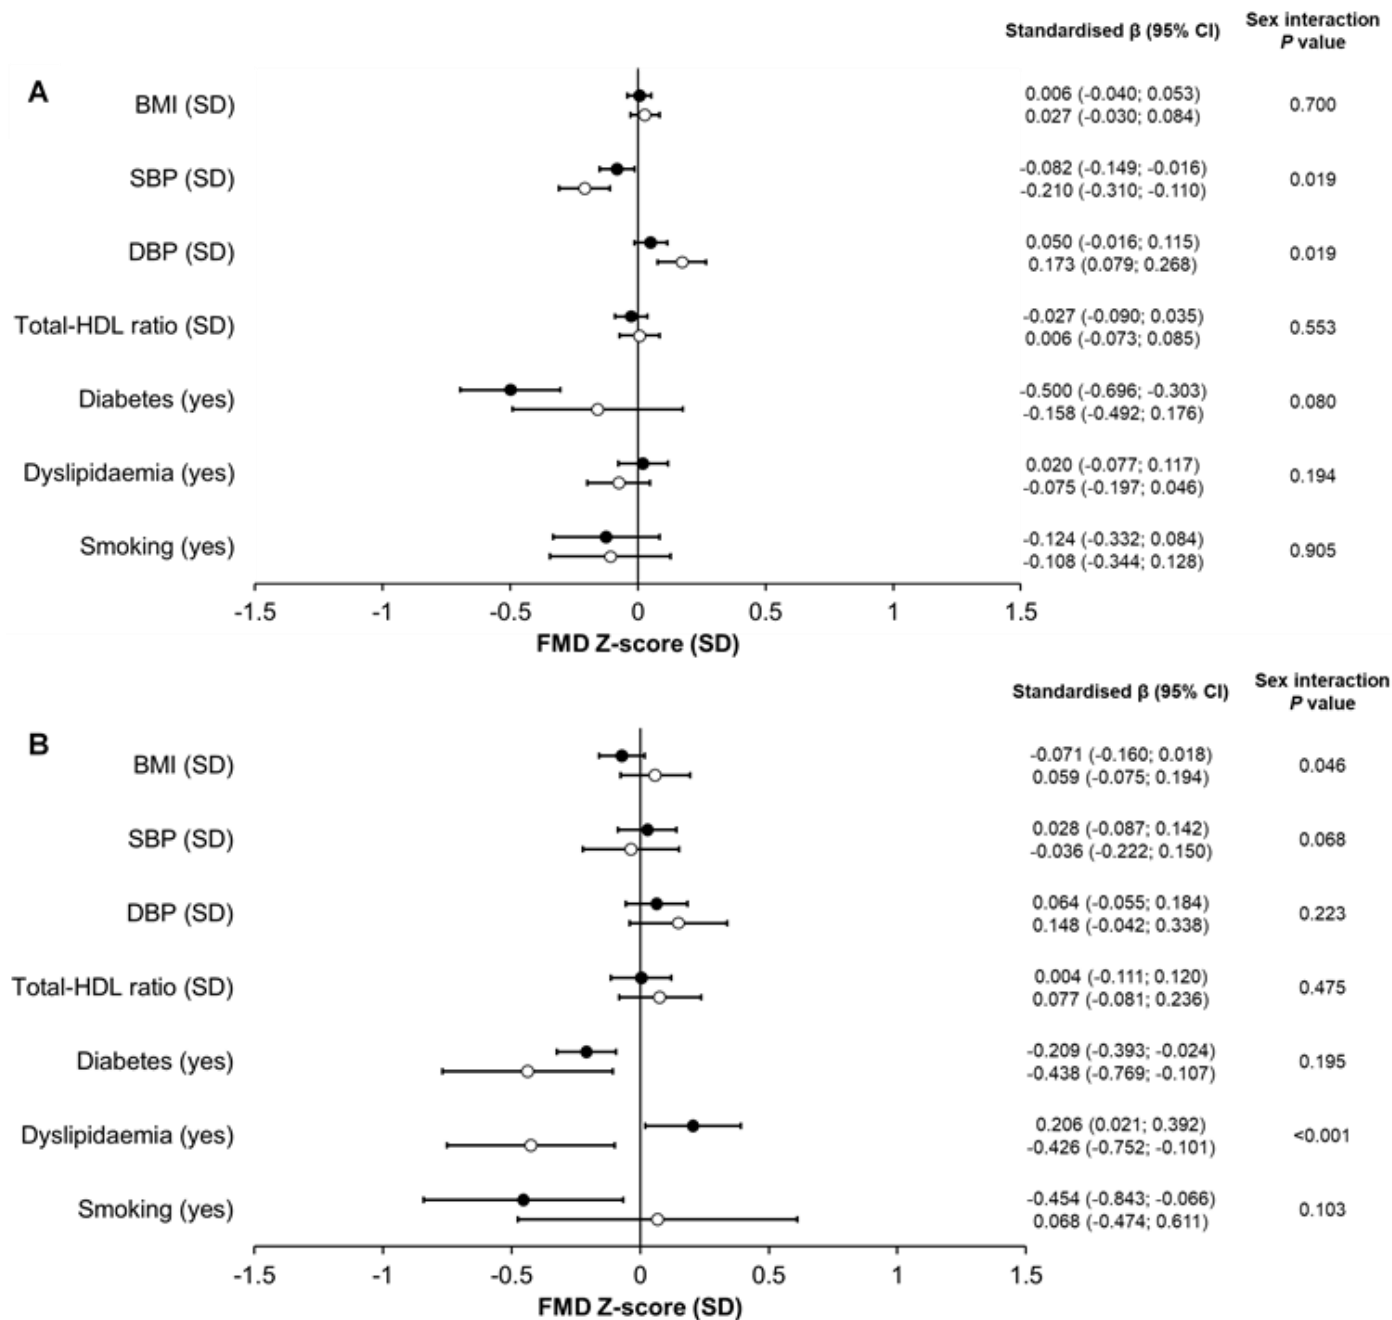 Standardised β (95% CI) Sex interaction
P value
A
BMI (SD) 0.006 (-0.040; 0.053) 0.700
0.027 (-0.030; 0.084)
SBP (SD) -0.082 (-0.149; -0.016) 0.019
-0.210 (-0.310; -0.110)
DBP (SD) 0.050 (-0.016; 0.115) 0.019
0.173 (0.079; 0.268)
Total-HDL ratio (SD) -0.027 (-0.090; 0.035) 0.553
0.006 (-0.073; 0.085)
Diabetes (yes) -0.500 (-0.696; -0.303) 0.080
-0.158 (-0.492; 0.176)
Dyslipidaemia (yes) 0.020 (-0.077; 0.117) 0.194
-0.075 (-0.197; 0.046)
Smoking (yes) -0.124 (-0.332; 0.084) 0.905
-0.108 (-0.344; 0.128)
-1.5 -1 -0.5 0 0.5 1 1.5
FMD Z-score (SD)
Standardised β (95% CI) Sex interaction
P value
B
BMI (SD) -0.071 (-0.160; 0.018) 0.046
0.059 (-0.075; 0.194)
SBP (SD) 0.028 (-0.087; 0.142) 0.068
-0.036 (-0.222; 0.150)
DBP (SD) 0.064 (-0.055; 0.184) 0.223
0.148 (-0.042; 0.338)
Total-HDL ratio (SD) 0.004 (-0.111; 0.120) 0.475
0.077 (-0.081; 0.236)
Diabetes (yes) -0.209 (-0.393; -0.024) 0.195
-0.438 (-0.769; -0.107)
Dyslipidaemia (yes) 0.206 (0.021; 0.392) <0.001
-0.426 (-0.752; -0.101)
Smoking (yes) -0.454 (-0.843; -0.066) 0.103
0.068 (-0.474; 0.611)
-1.5 -1 -0.5 0 0.5 1 1.5
FMD Z-score (SD)